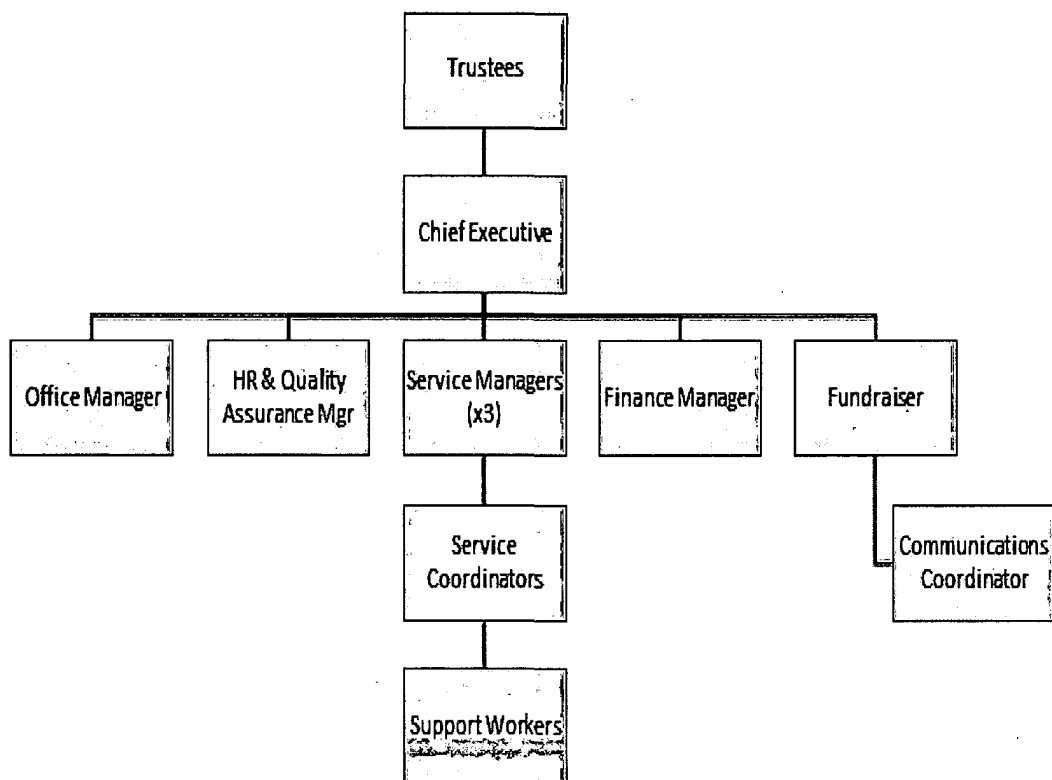 Trustees
Chief Executive
Office Manager
HR & Quality
Assurance Mgr
Service Managers
(x3)
Finance Manager
Fundraiser
Service
Coordinators
Communications
Coordinator
Support Workers